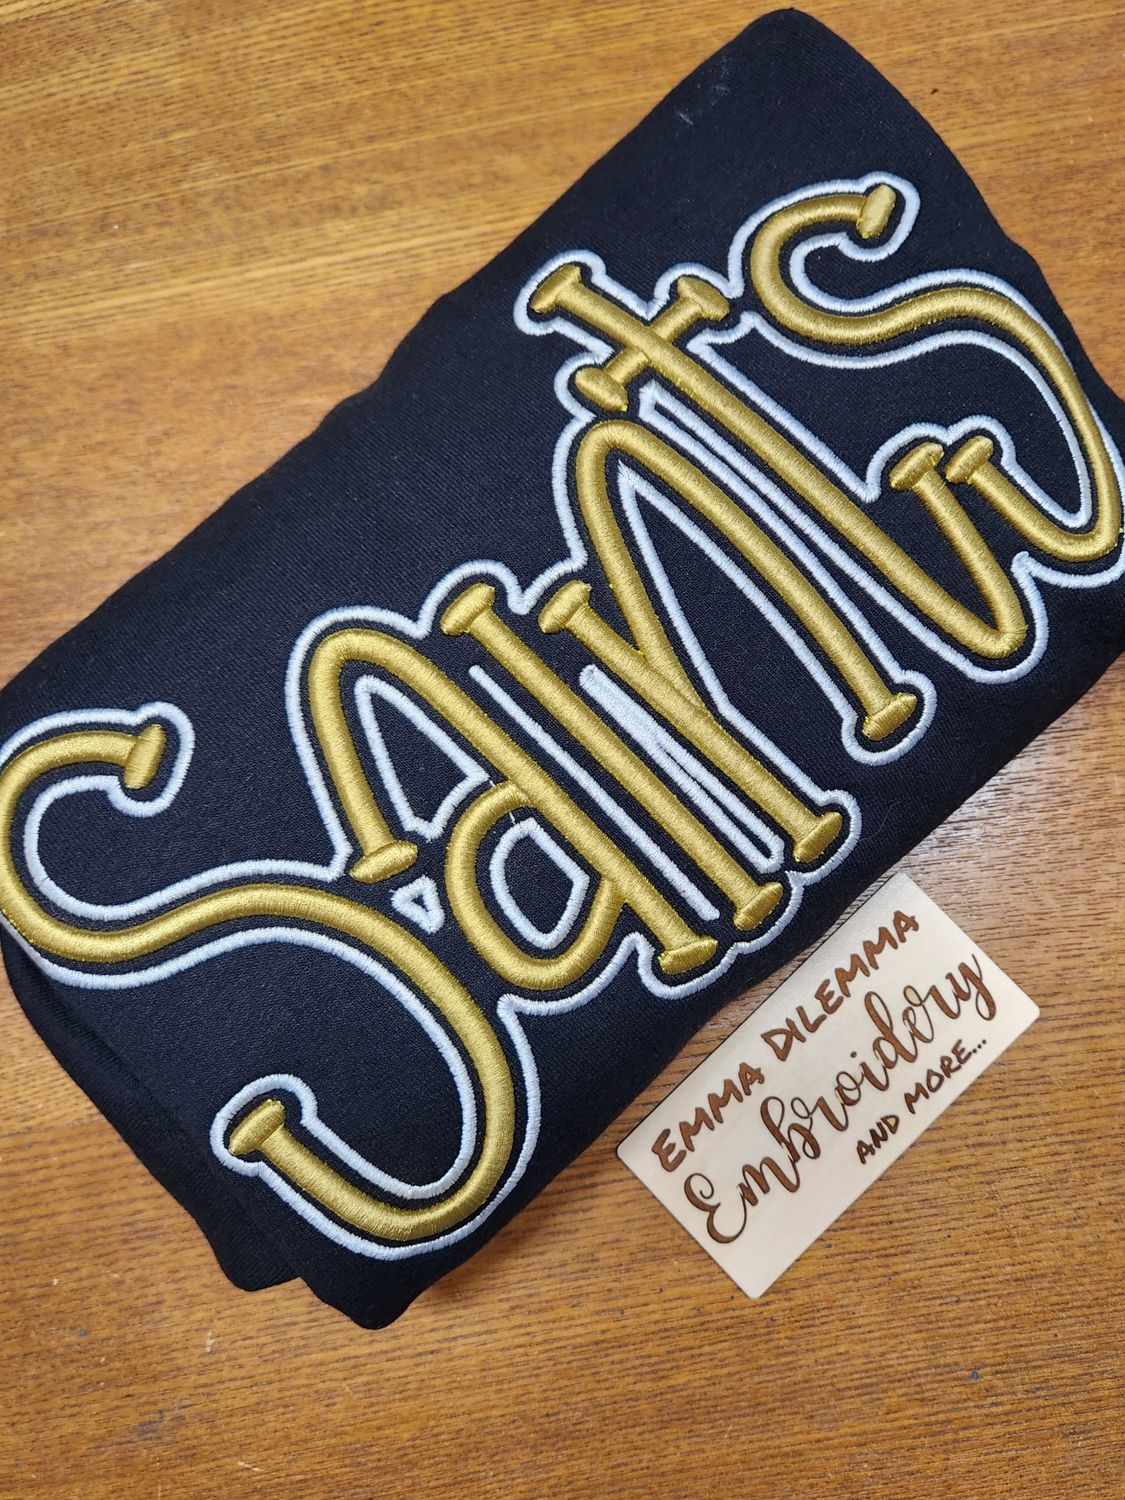 Saints
EMMA DILEMMA
Embroidery
AND MORE...